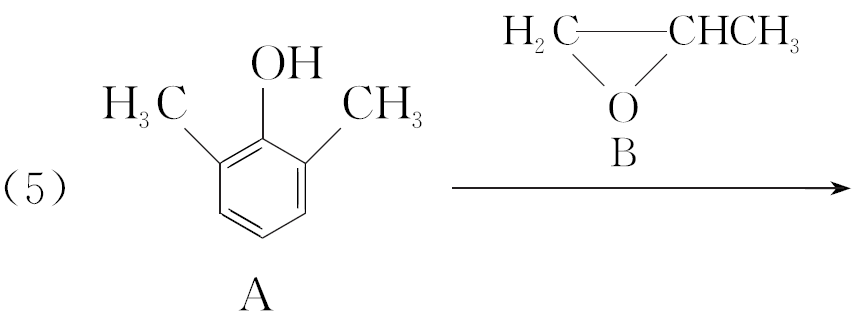 H₂C CHCH₃
O
B
OH
H₃C CH₃
(5)
A